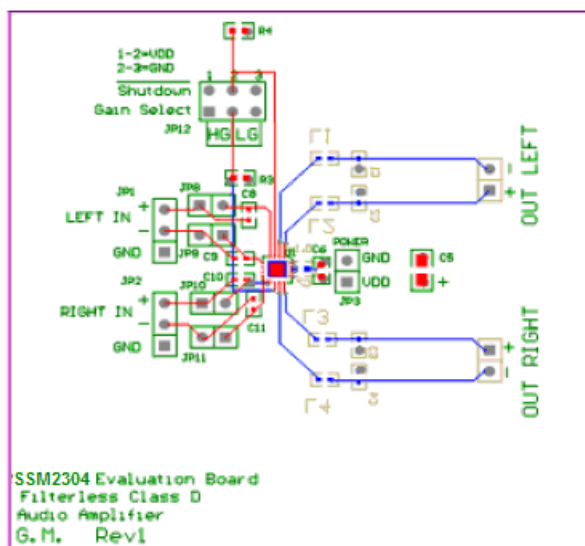 R4
1-2=VDD
2-3=GND
1 2 3
Shutdown
Gain Select
JP12
HG LG
R3
C8
JP1
JP8
+
LEFT IN
-
GND
JP9
C9
C10
JP2
JP10
+
RIGHT IN
-
GND
JP11
C11
L1
L2
OUT LEFT
-
+
U1
C6
POWER
GND
VDD
JP3
C5
+
L3
L4
C4
OUT RIGHT
+
-
SSM2304 Evaluation Board
Filterless Class D
Audio Amplifier
G.M. Rev1